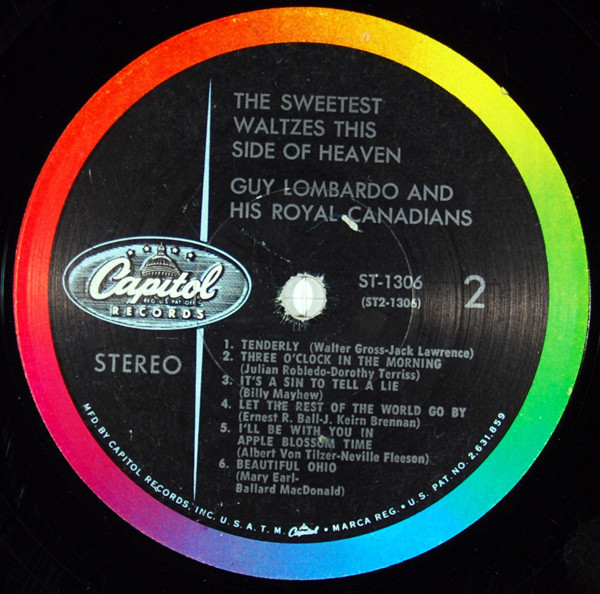 THE SWEETEST
WALTZES THIS
SIDE OF HEAVEN
GUY LOMBARDO AND
HIS ROYAL CANADIANS
Capitol
REG. U.S. PAT. OFF.
RECORDS
ST-1306
(ST2-1306)
2
STEREO
1. TENDERLY (Walter Gross-Jack Lawrence)
2. THREE O'CLOCK IN THE MORNING
(Julian Robledo-Dorothy Terriss)
3. IT'S A SIN TO TELL A LIE
(Billy Mayhew)
4. LET THE REST OF THE WORLD GO BY
(Ernest R. Ball-J. Keirn Brennan)
5. I'LL BE WITH YOU IN
APPLE BLOSSOM TIME
(Albert Von Tilzer-Neville Fleeson)
6. BEAUTIFUL OHIO
(Mary Earl-
Ballard MacDonald)
MFD. BY CAPITOL RECORDS, INC. U.S.A. T.M. Capitol • MARCA REG. • U.S. PAT. NO. 2,631,859